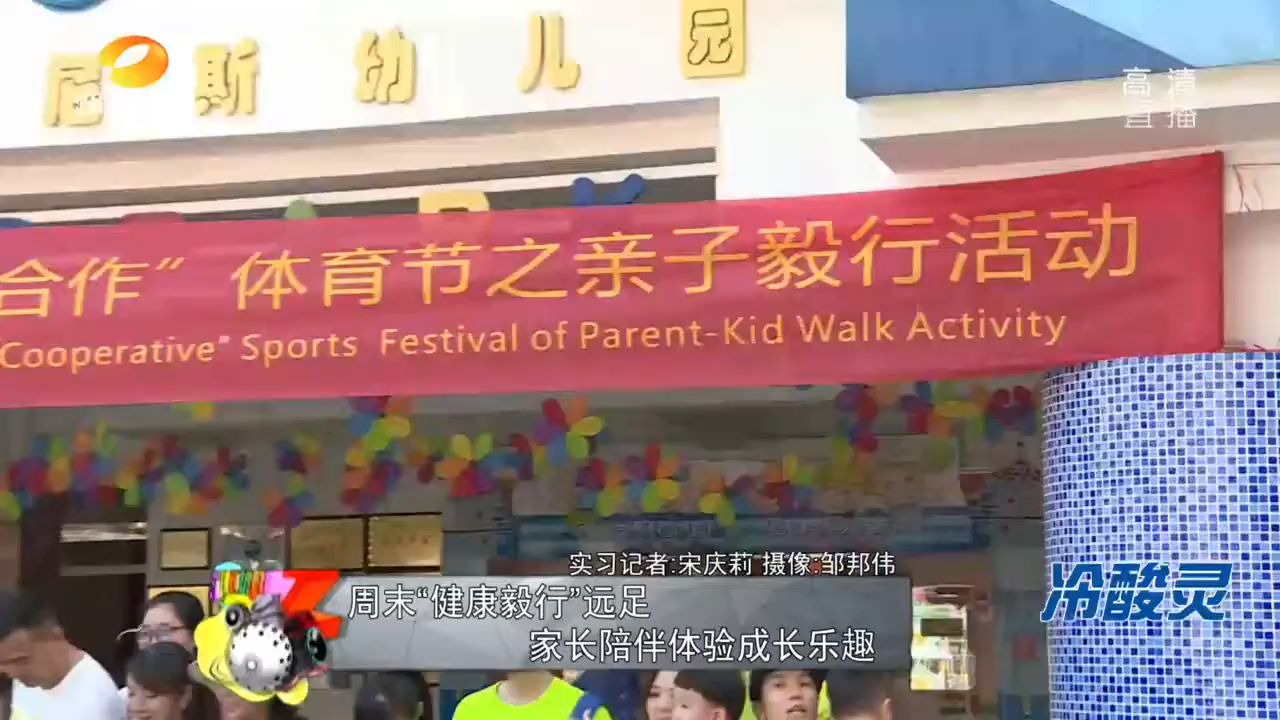 尼斯幼儿园
高清
直播
合作” 体育节之亲子毅行活动
Cooperative" Sports Festival of Parent-Kid Walk Activity
实习记者:宋庆莉 摄像:邹邦伟
周末“健康毅行”远足
家长陪伴体验成长乐趣
冷酸灵